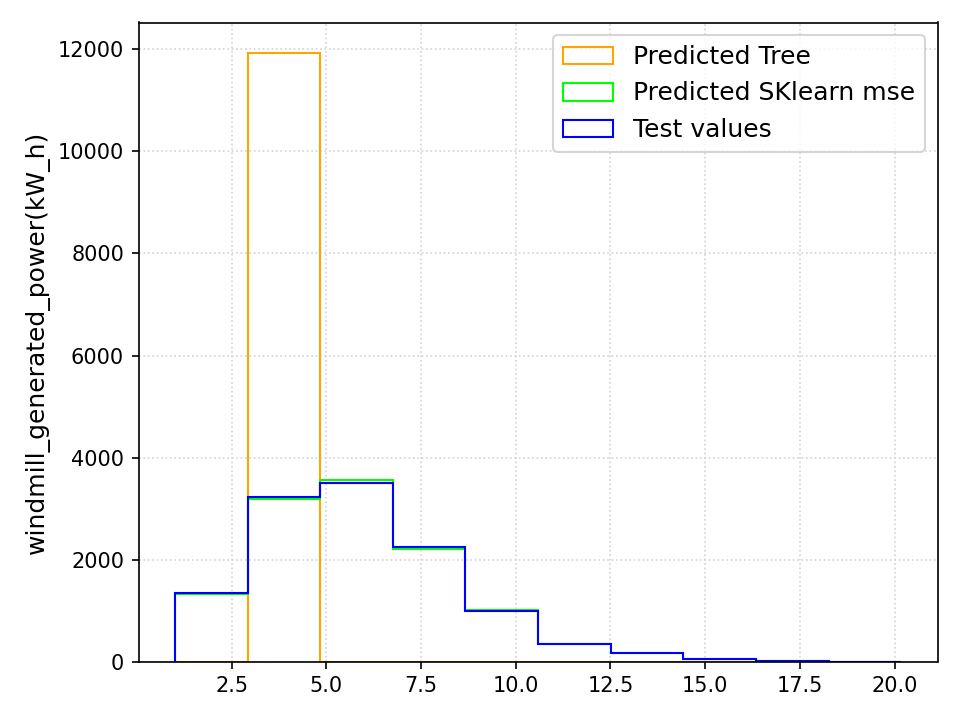 Predicted Tree
Predicted SKlearn mse
Test values
windmill_generated_power(kW_h)
12000
10000
8000
6000
4000
2000
0
2.5 5.0 7.5 10.0 12.5 15.0 17.5 20.0